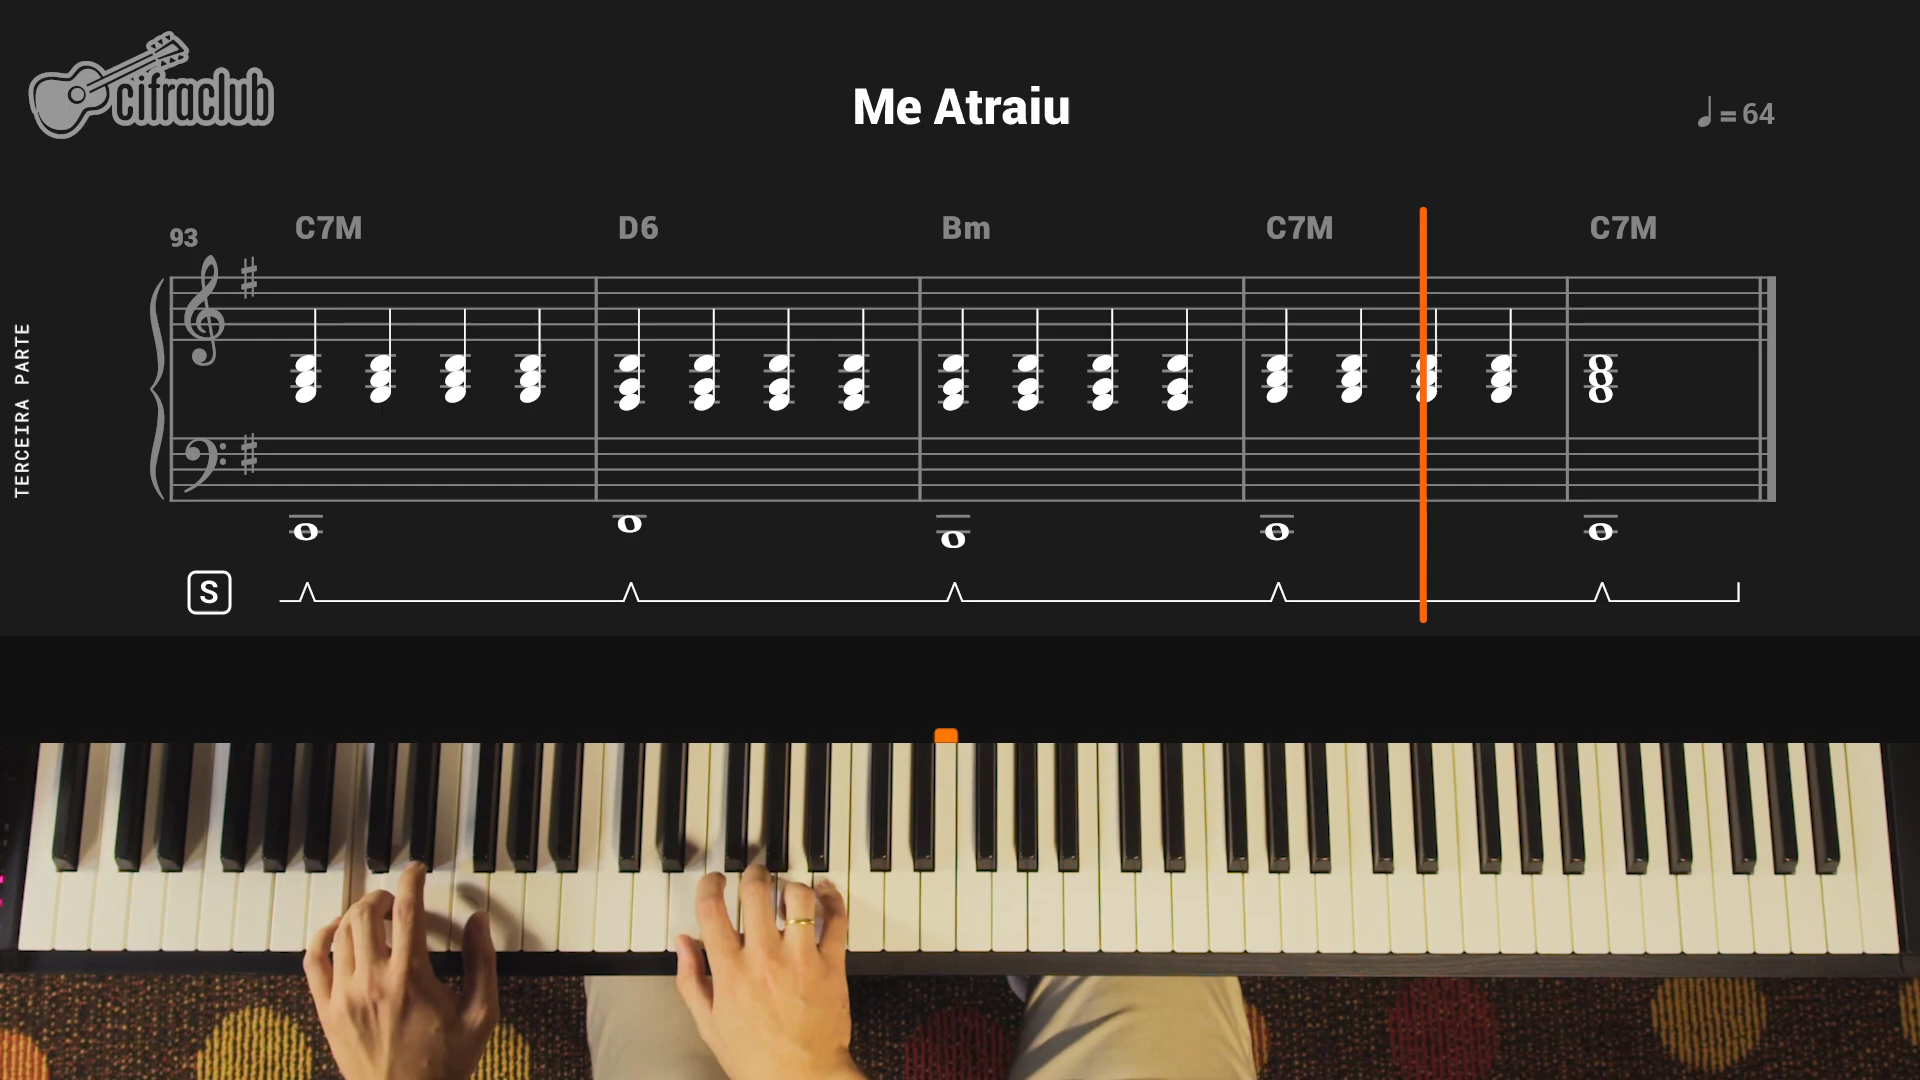 cifraclub
Me Atraiu
♩ = 64
93
C7M D6 Bm C7M C7M
TERCEIRA PARTE
S